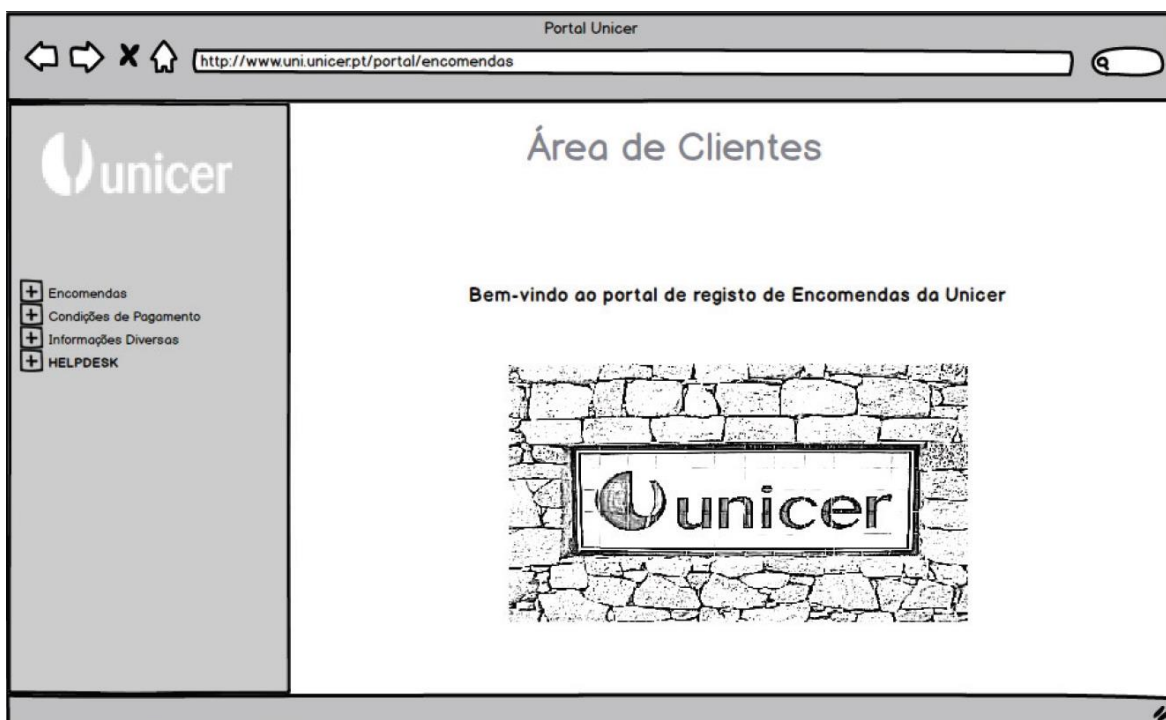 Portal Unicer
http://www.uni.unicer.pt/portal/encomendas
unicer
Área de Clientes
Encomendas
Condições de Pagamento
Informações Diversas
HELPDESK
Bem-vindo ao portal de registo de Encomendas da Unicer
unicer